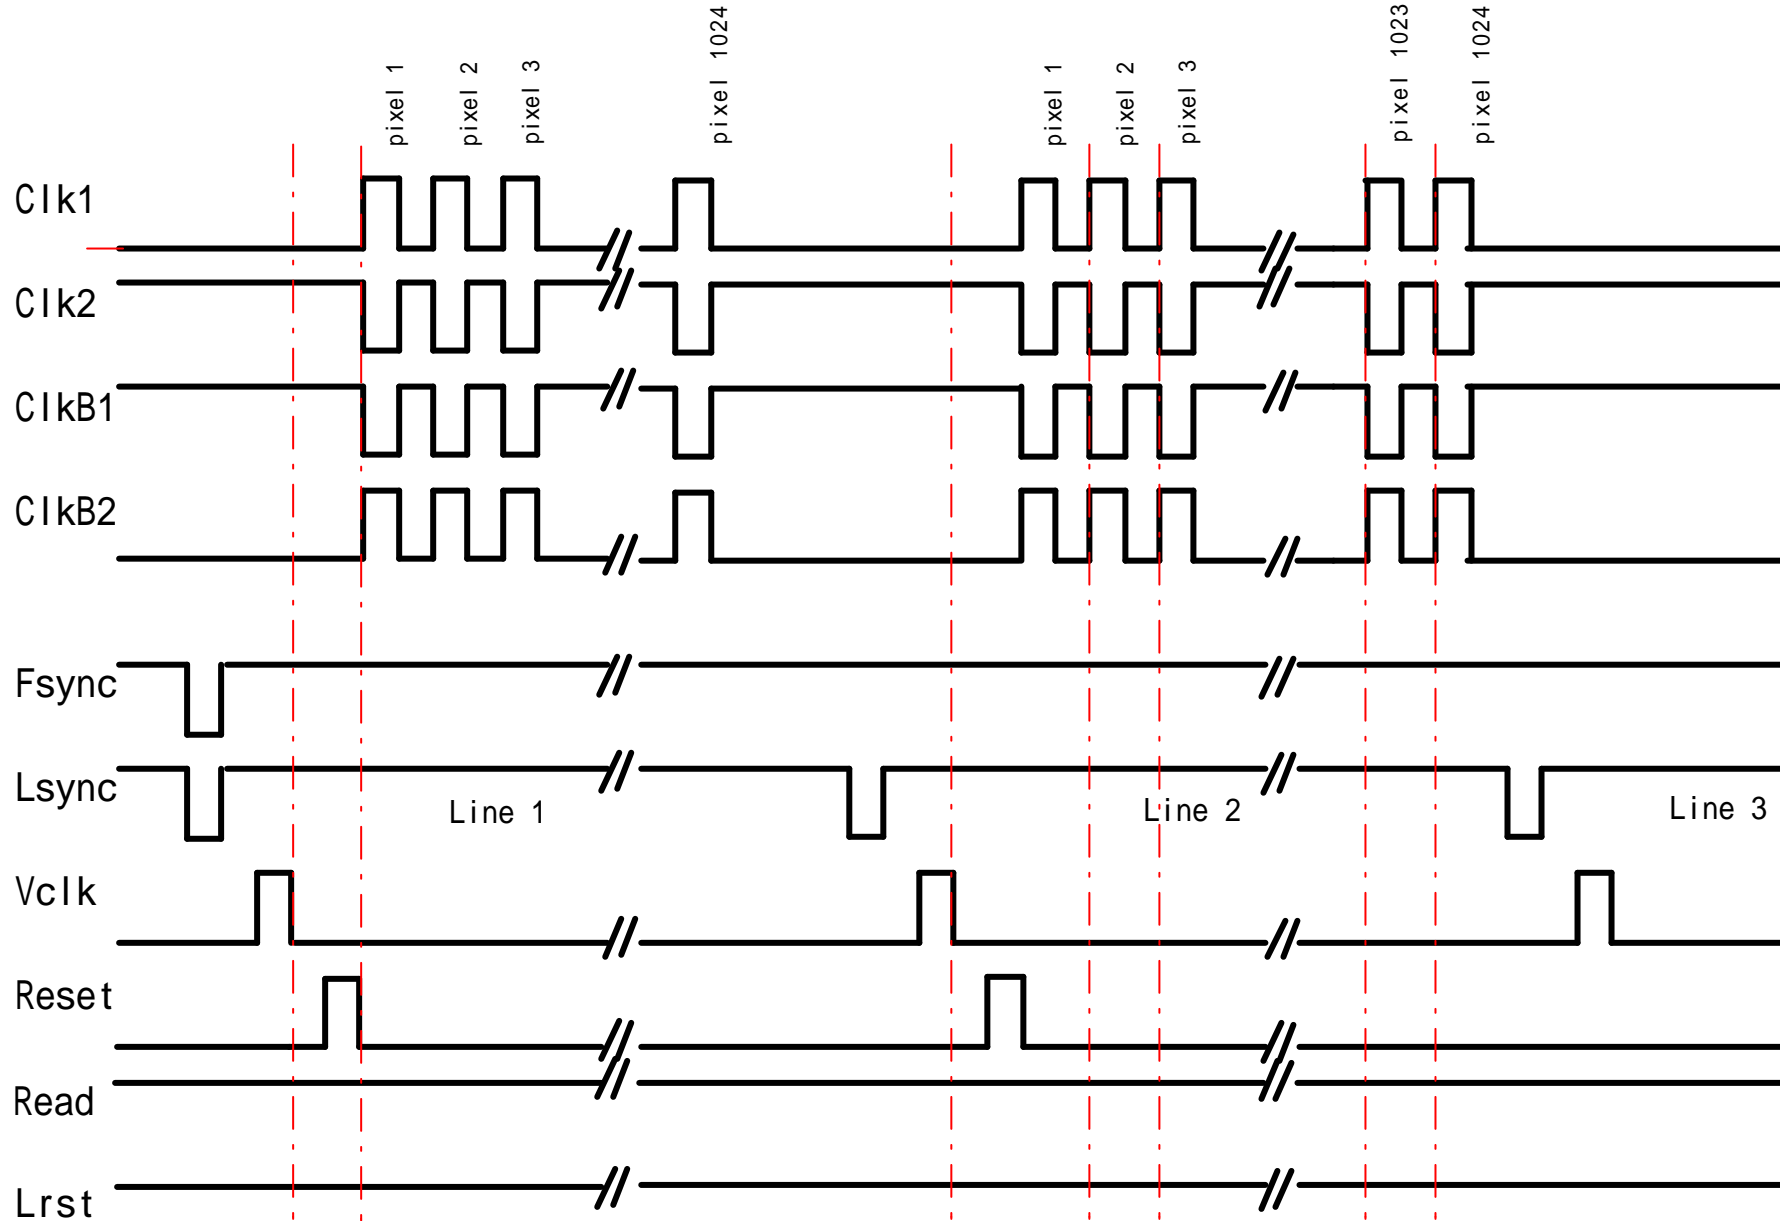 pixel 1
pixel 2
pixel 3
pixel 1024
pixel 1
pixel 2
pixel 3
pixel 1023
pixel 1024
Clk1
Clk2
ClkB1
ClkB2
Fsync
Lsync
Line 1
Line 2
Line 3
Vclk
Reset
Read
Lrst